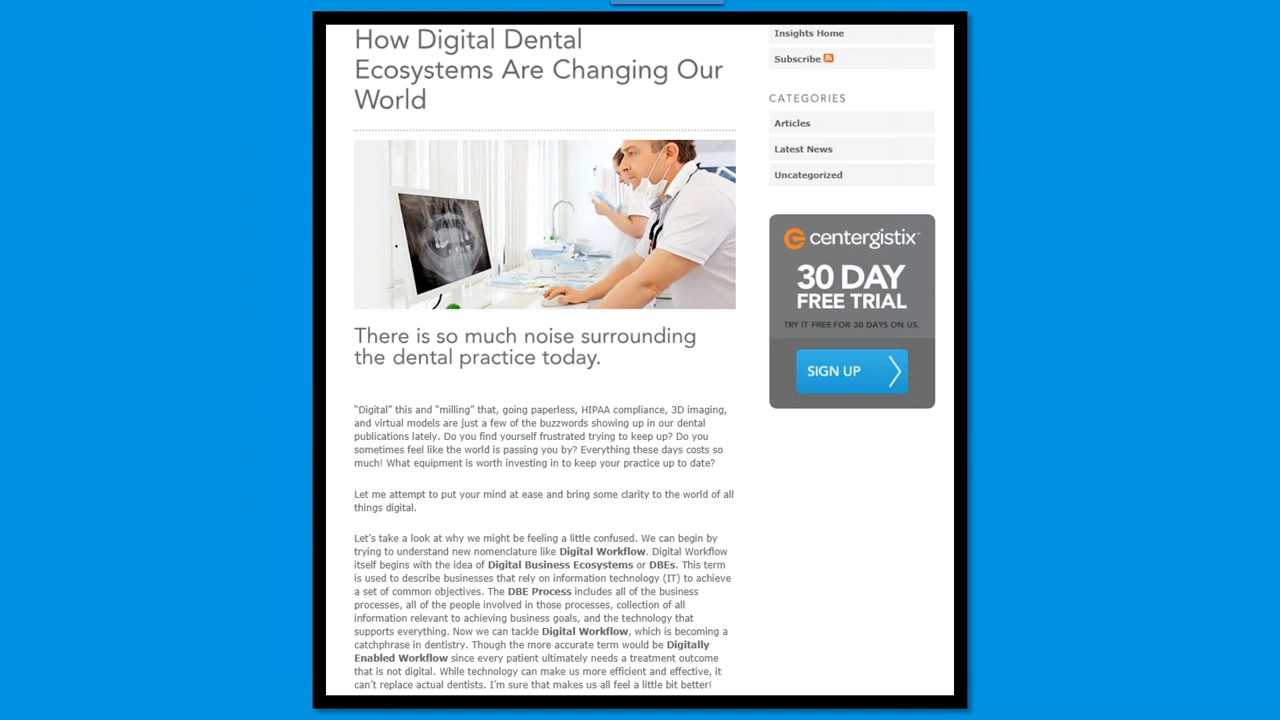 How Digital Dental
Ecosystems Are Changing Our
World
There is so much noise surrounding
the dental practice today.
“Digital” this and “milling” that, going paperless, HIPAA compliance, 3D imaging,
and virtual models are just a few of the buzzwords showing up in our dental
publications lately. Do you find yourself frustrated trying to keep up? Do you
sometimes feel like the world is passing you by? Everything these days costs so
much! What equipment is worth investing in to keep your practice up to date?
Let me attempt to put your mind at ease and bring some clarity to the world of all
things digital.
Let’s take a look at why we might be feeling a little confused. We can begin by
trying to understand new nomenclature like Digital Workflow. Digital Workflow
itself begins with the idea of Digital Business Ecosystems or DBEs. This term
is used to describe businesses that rely on information technology (IT) to achieve
a set of common objectives. The DBE Process includes all of the business
processes, all of the people involved in those processes, collection of all
information relevant to achieving business goals, and the technology that
supports everything. Now we can tackle Digital Workflow, which is becoming a
catchphrase in dentistry. Though the more accurate term would be Digitally
Enabled Workflow since every patient ultimately needs a treatment outcome
that is not digital. While technology can make us more efficient and effective, it
can’t replace actual dentists. I’m sure that makes us all feel a little bit better!
Insights Home
Subscribe
CATEGORIES
Articles
Latest News
Uncategorized
centergistix™
30 DAY
FREE TRIAL
TRY IT FREE FOR 30 DAYS ON US.
SIGN UP